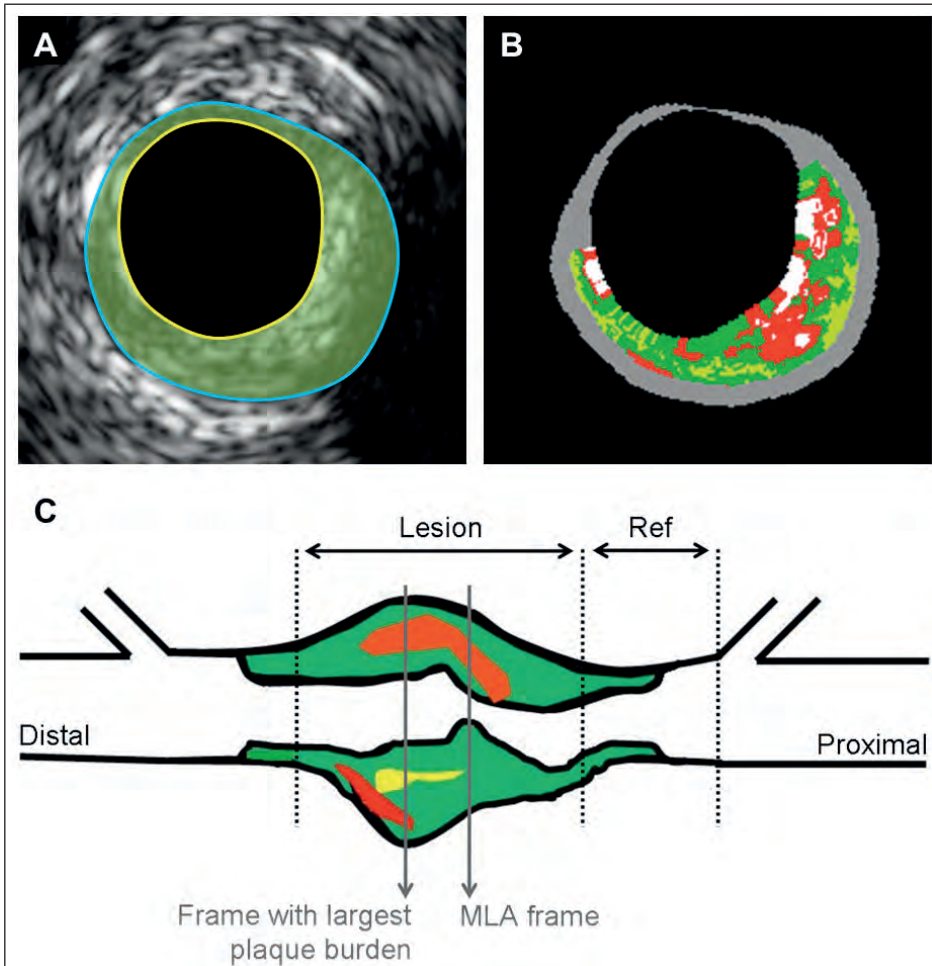 A
B
C
Lesion
Ref
Distal
Proximal
Frame with largest
plaque burden
MLA frame